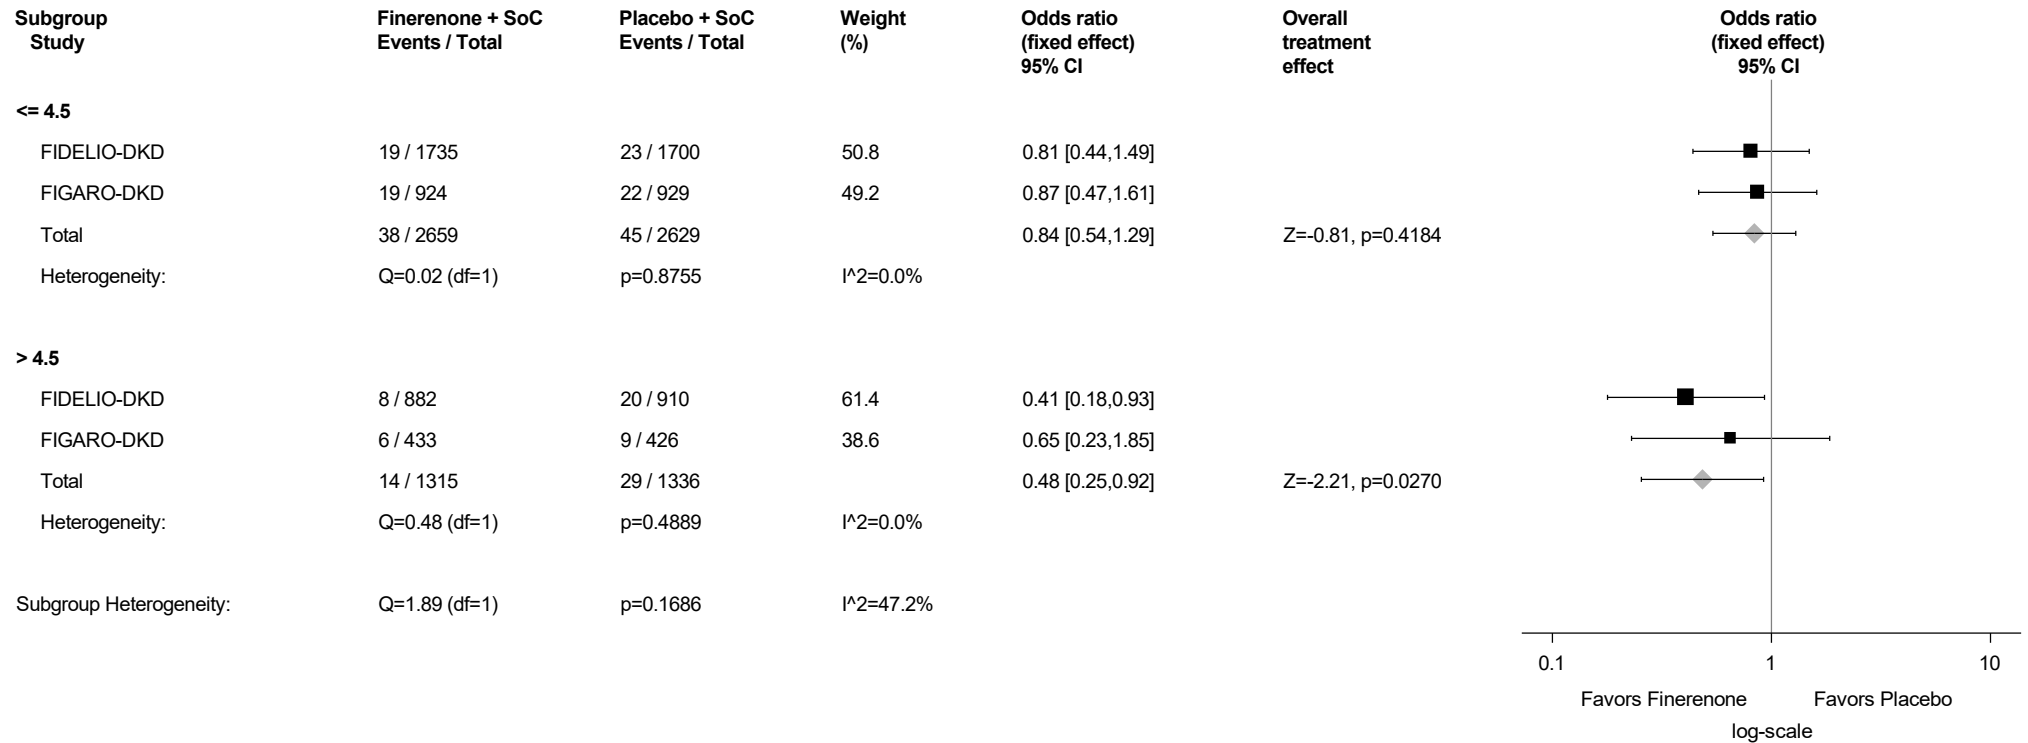 Subgroup Finerenone + SoC Placebo + SoC Weight Odds ratio Overall Odds ratio
Study Events / Total Events / Total (%) (fixed effect) treatment (fixed effect)
95% CI effect 95% CI
<= 4.5
FIDELIO-DKD 19 / 1735 23 / 1700 50.8 0.81 [0.44,1.49]
FIGARO-DKD 19 / 924 22 / 929 49.2 0.87 [0.47,1.61]
Total 38 / 2659 45 / 2629 0.84 [0.54,1.29] Z=-0.81, p=0.4184
Heterogeneity: Q=0.02 (df=1) p=0.8755 I^2=0.0%
> 4.5
FIDELIO-DKD 8 / 882 20 / 910 61.4 0.41 [0.18,0.93]
FIGARO-DKD 6 / 433 9 / 426 38.6 0.65 [0.23,1.85]
Total 14 / 1315 29 / 1336 0.48 [0.25,0.92] Z=-2.21, p=0.0270
Heterogeneity: Q=0.48 (df=1) p=0.4889 I^2=0.0%
Subgroup Heterogeneity: Q=1.89 (df=1) p=0.1686 I^2=47.2%
0.1 1 10
Favors Finerenone Favors Placebo
log-scale